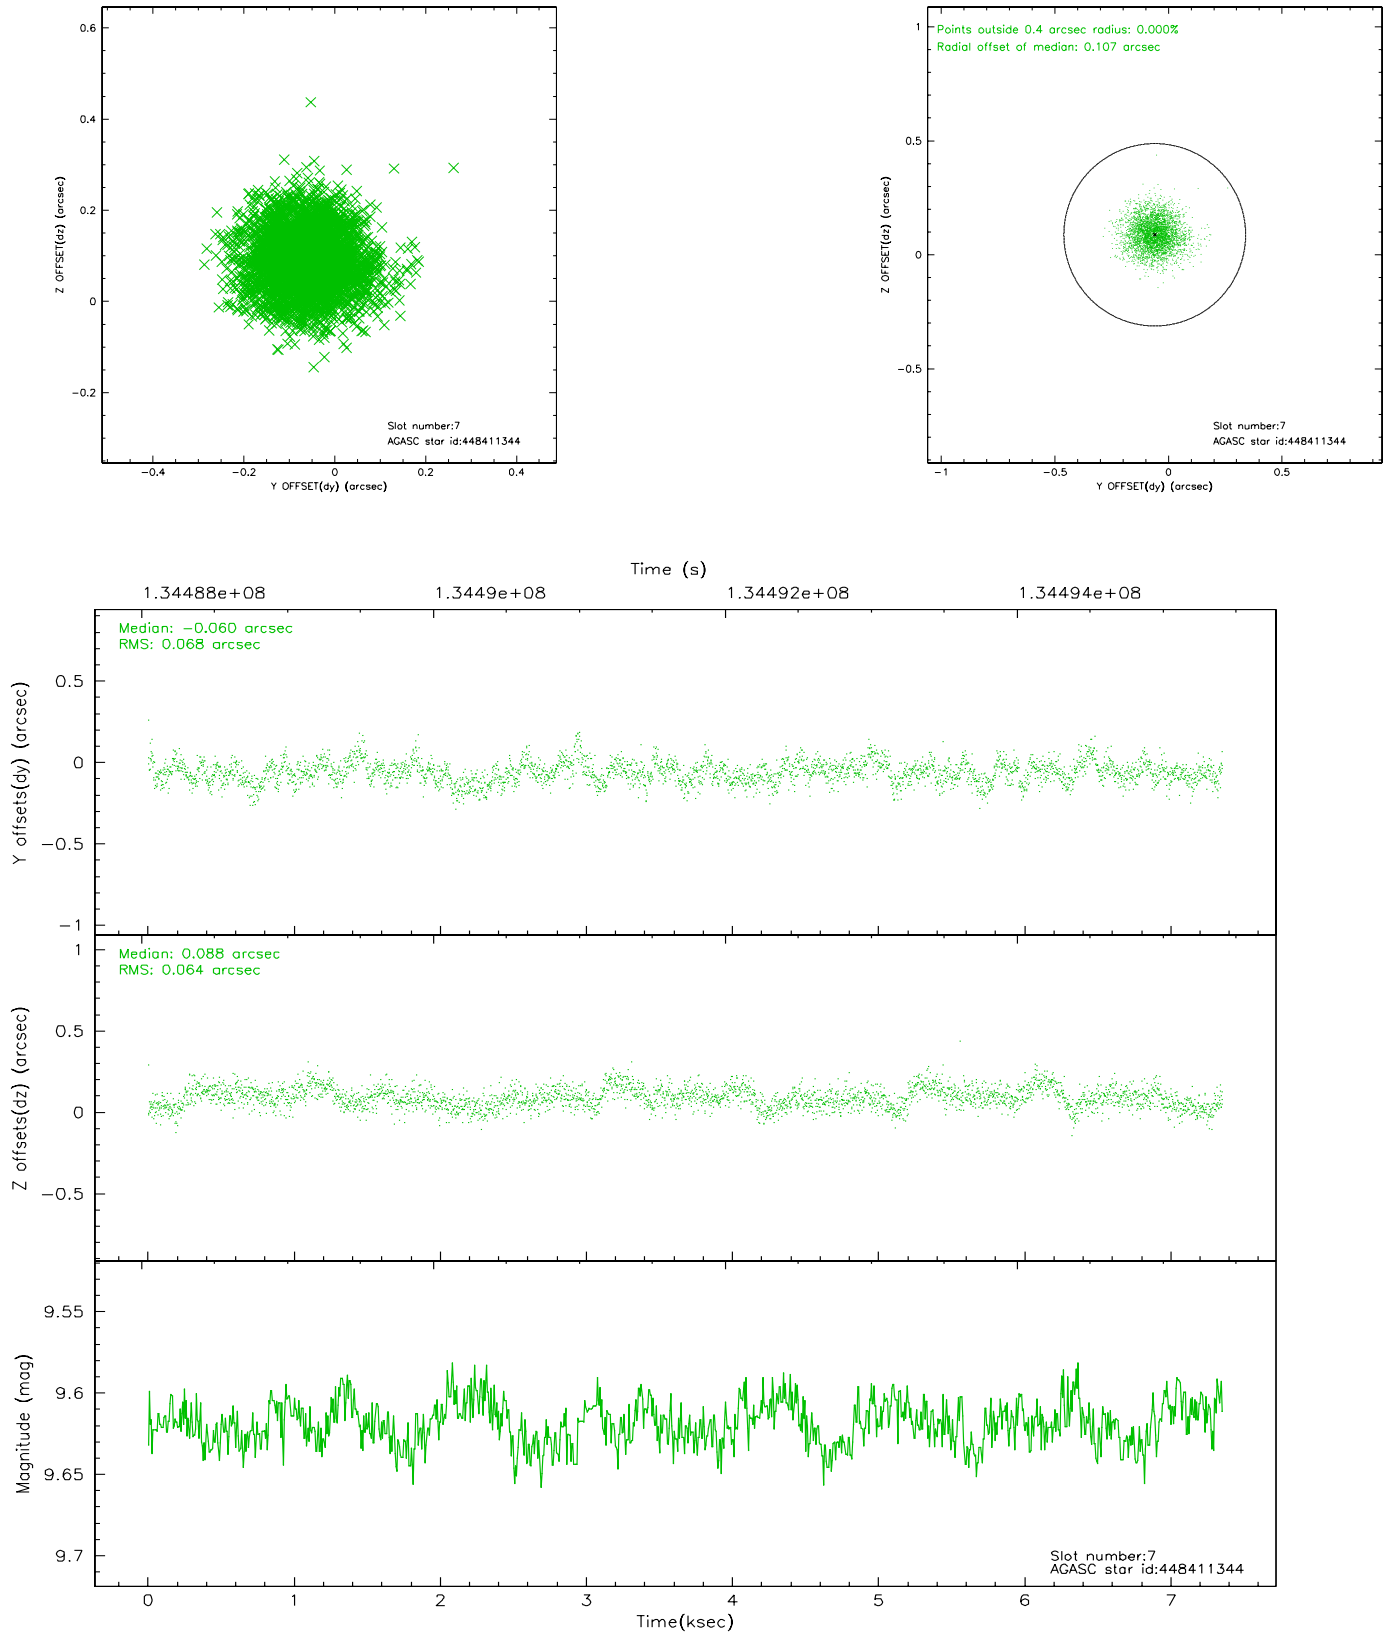 0.6
0.4
0.2
0
−0.2
Z OFFSET(dz) (arcsec)
Slot number:7
AGASC star id:448411344
−0.4 −0.2 0 0.2 0.4
Y OFFSET(dy) (arcsec)
Points outside 0.4 arcsec radius: 0.000%
Radial offset of median: 0.107 arcsec
1
0.5
0
−0.5
Z OFFSET(dz) (arcsec)
Slot number:7
AGASC star id:448411344
−1 −0.5 0 0.5
Y OFFSET(dy) (arcsec)
Time (s)
1.34488e+08 1.3449e+08 1.34492e+08 1.34494e+08
Median: −0.060 arcsec
RMS: 0.068 arcsec
0.5
0
−0.5
−1
Y offsets(dy) (arcsec)
Median: 0.088 arcsec
RMS: 0.064 arcsec
1
0.5
0
−0.5
Z offsets(dz) (arcsec)
9.55
9.6
9.65
9.7
Magnitude (mag)
Slot number:7
AGASC star id:448411344
0 1 2 3 4 5 6 7
Time(ksec)